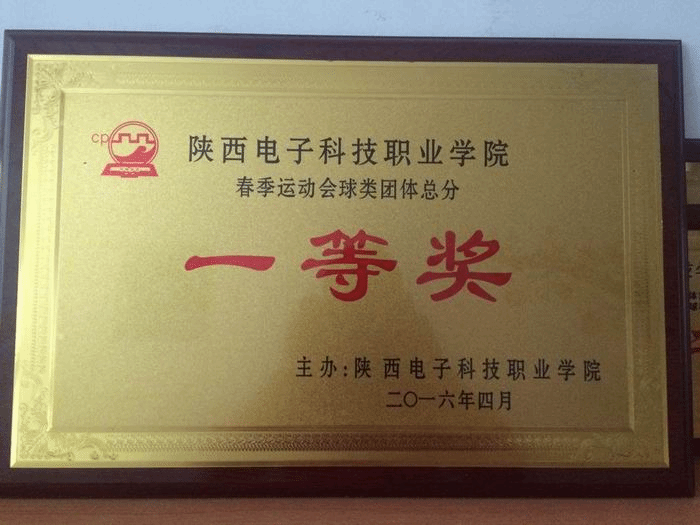 cp
陕西电子科技职业学院
春季运动会球类团体总分
一等奖
主办:陕西电子科技职业学院
二〇一六年四月